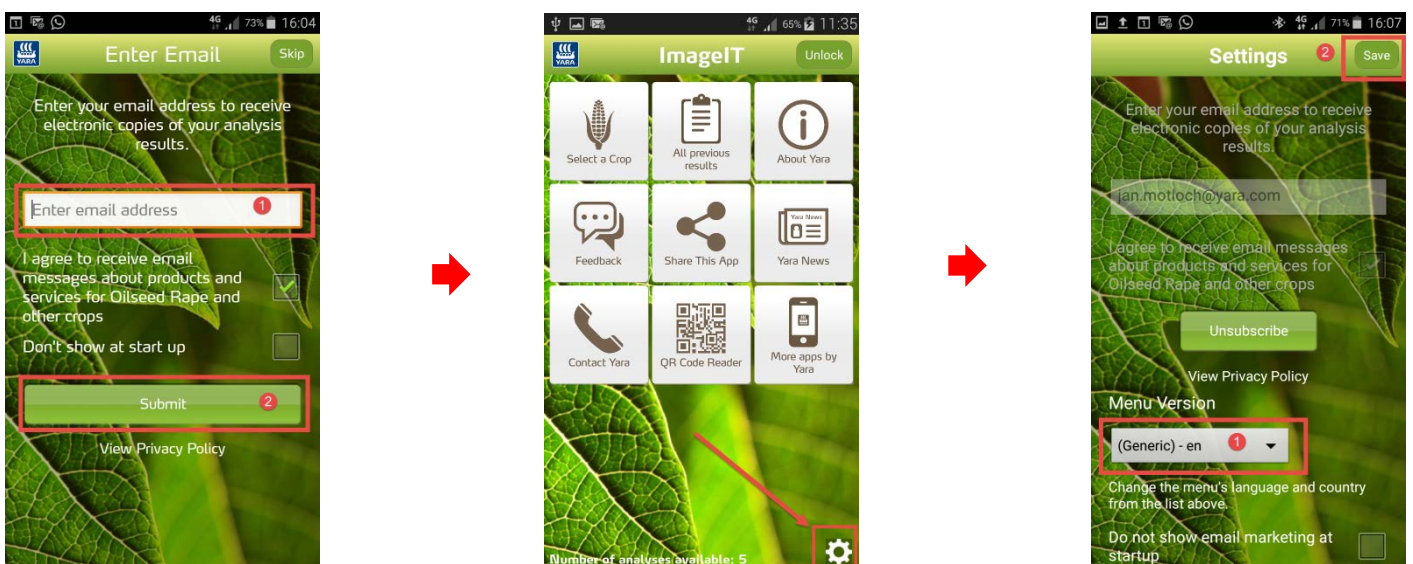 4G 73% 16:04
YARA Enter Email Skip
Enter your email address to receive
electronic copies of your analysis
results.
Enter email address 1
I agree to receive email
messages about products and
services for Oilseed Rape and
other crops
Don't show at start up
Submit 2
View Privacy Policy
4G 65% 11:35
YARA ImageIT Unlock
Select a Crop
All previous
results
About Yara
Feedback
Share This App
Yara News
Yara News
Contact Yara
QR Code Reader
More apps by
Yara
Number of analyses available: 5
4G 71% 16:07
Settings 2 Save
Enter your email address to receive
electronic copies of your analysis
results.
jan.motloch@yara.com
I agree to receive email messages
about products and services for
Oilseed Rape and other crops
Unsubscribe
View Privacy Policy
Menu Version
(Generic) - en 1
Change the menu's language and country
from the list above.
Do not show email marketing at
startup